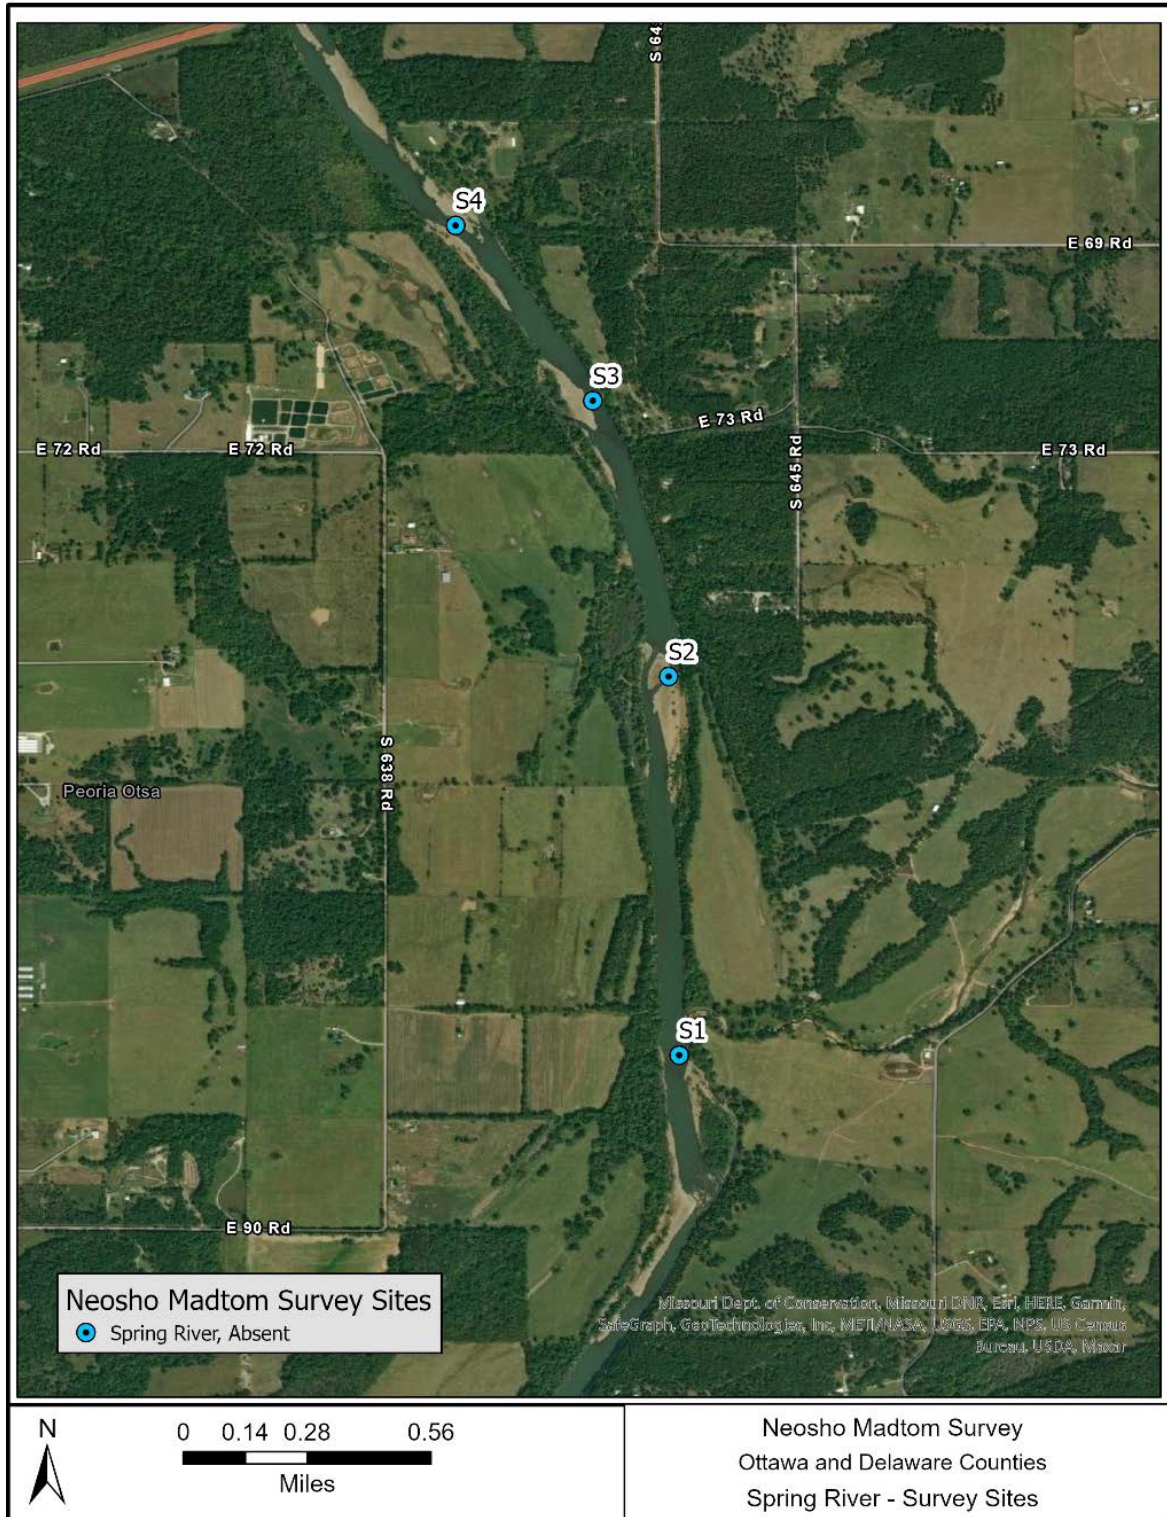 S 64
S4
E 69 Rd
S3
E 73 Rd
E 72 Rd
E 72 Rd
E 73 Rd
S 645 Rd
S2
S 638 Rd
Peoria Otsa
S1
E 90 Rd
Neosho Madtom Survey Sites
Spring River, Absent
Missouri Dept. of Conservation, Missouri DNR, Esri, HERE, Garmin,
SafeGraph, GeoTechnologies, Inc, METI/NASA, USGS, EPA, NPS, US Census
Bureau, USDA, Maxar
N
0 0.14 0.28 0.56
Miles
Neosho Madtom Survey
Ottawa and Delaware Counties
Spring River - Survey Sites